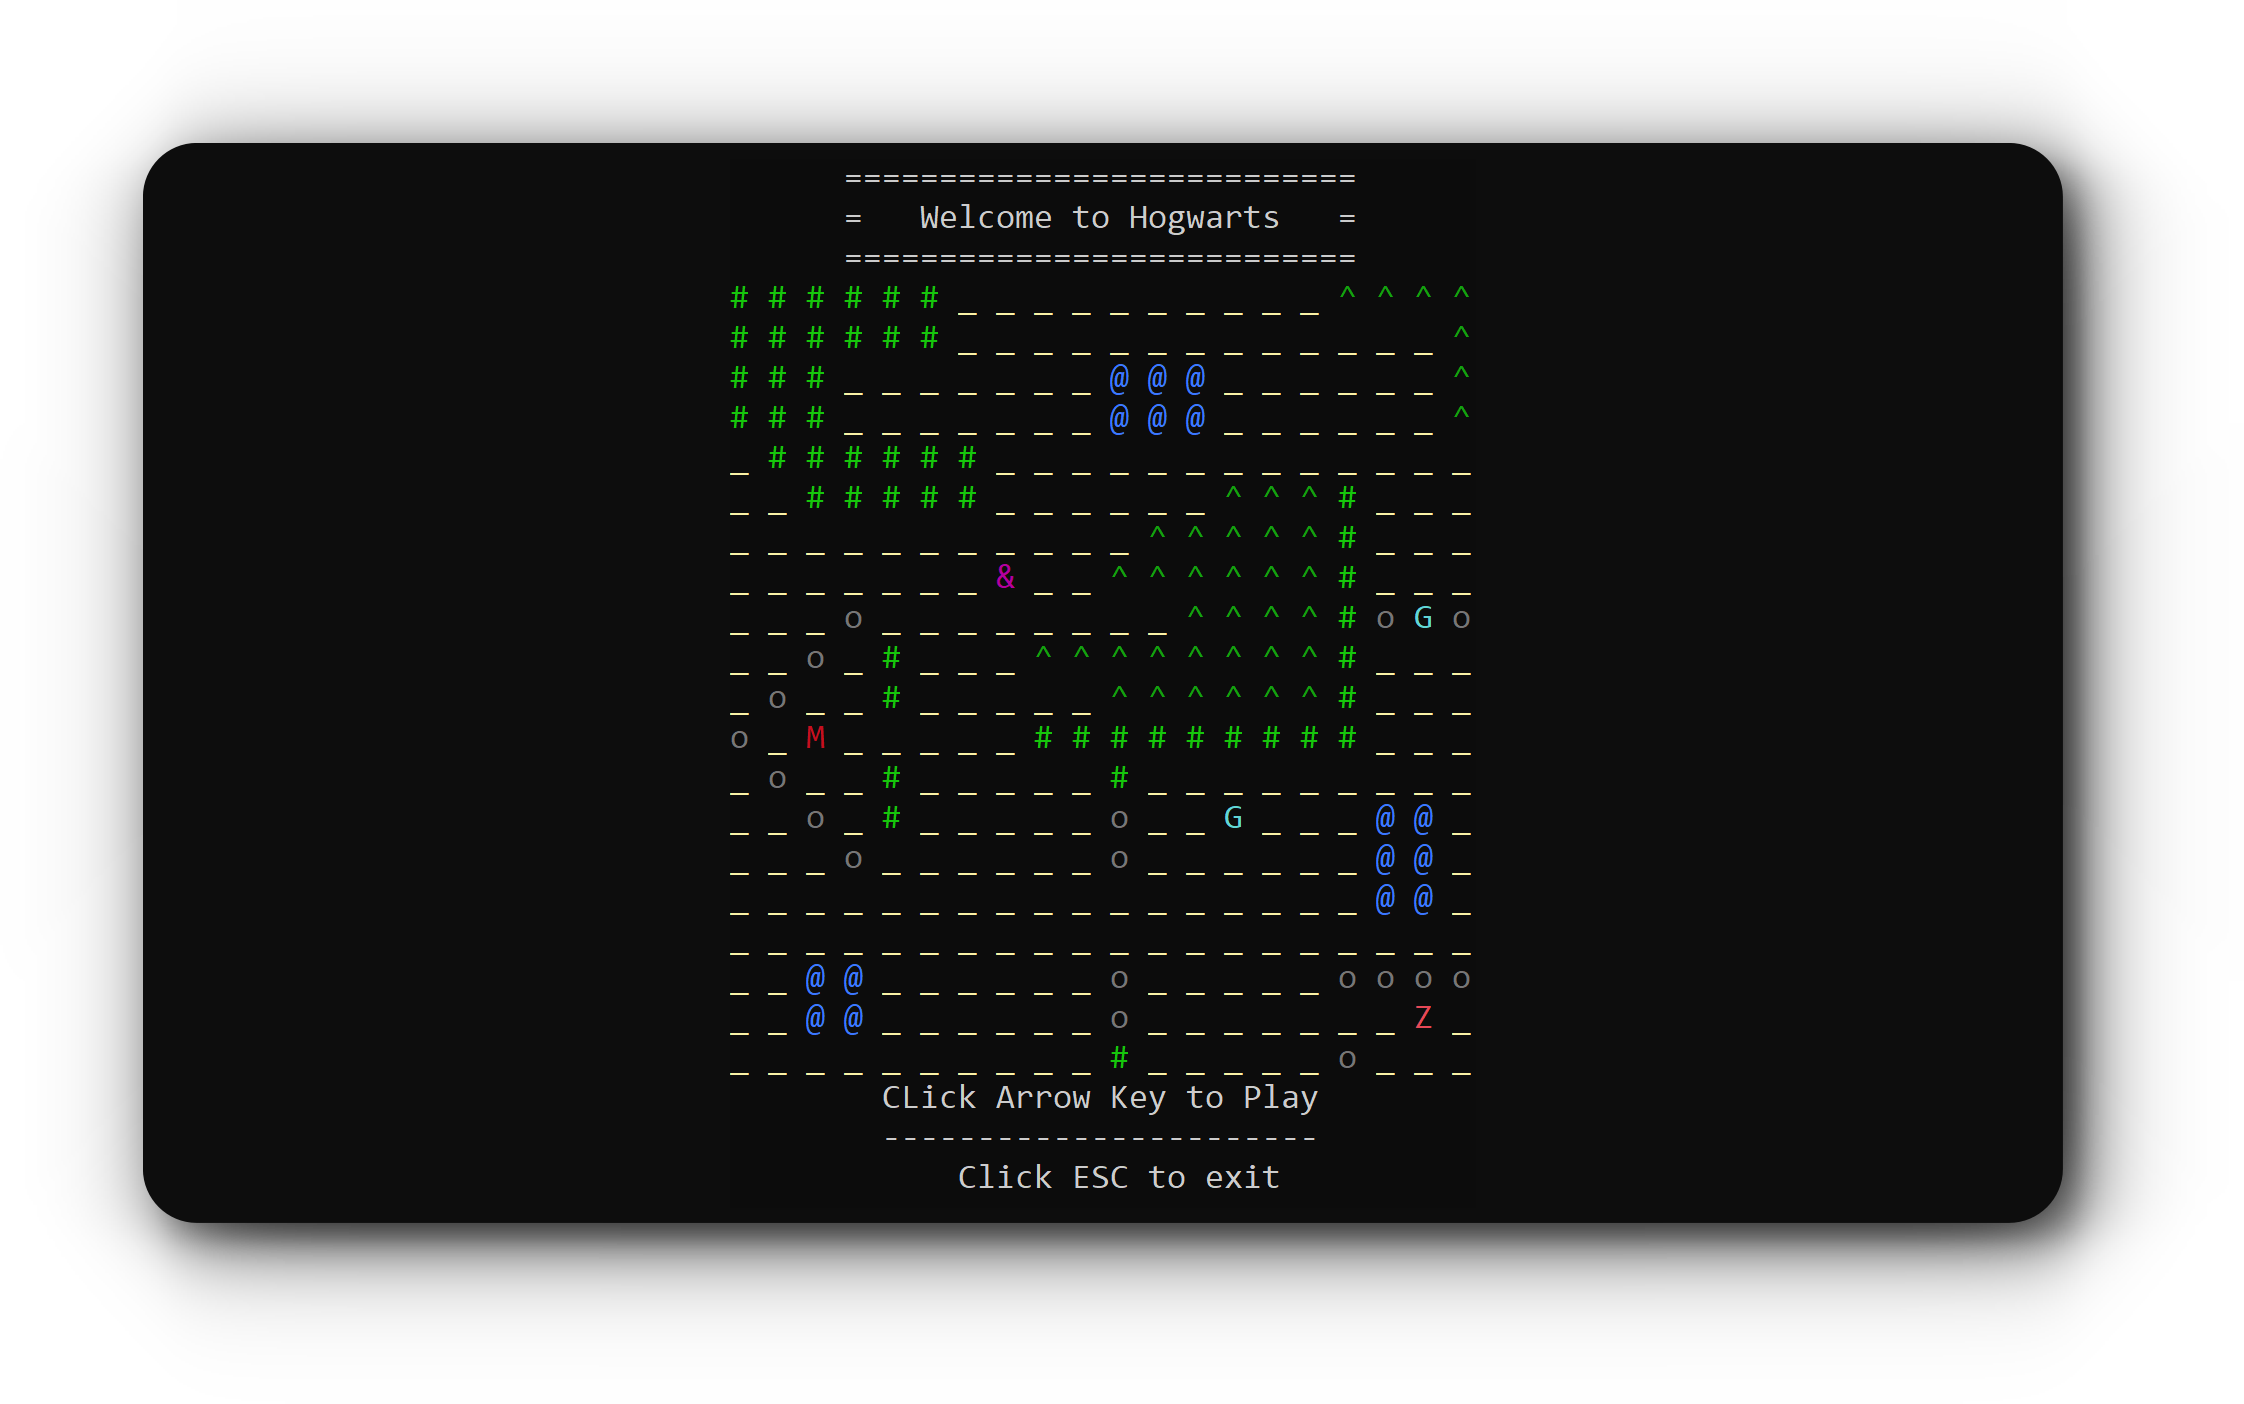 ===========================
=   Welcome to Hogwarts   =
===========================
# # # # # # _ _ _ _ _ _ _ _ _ _ ^ ^ ^ ^
# # # # # # _ _ _ _ _ _ _ _ _ _ _ _ _ ^
# # # _ _ _ _ _ _ _ @ @ @ _ _ _ _ _ _ ^
# # # _ _ _ _ _ _ _ @ @ @ _ _ _ _ _ _ ^
_ # # # # # # _ _ _ _ _ _ _ _ _ _ _ _ _
_ _ # # # # # _ _ _ _ _ _ ^ ^ ^ # _ _ _
_ _ _ _ _ _ _ _ _ _ _ ^ ^ ^ ^ ^ # _ _ _
_ _ _ _ _ _ _ & _ _ ^ ^ ^ ^ ^ ^ # _ _ _
_ _ _ o _ _ _ _ _ _ _ _ ^ ^ ^ ^ # o G o
_ _ o _ # _ _ _ ^ ^ ^ ^ ^ ^ ^ ^ # _ _ _
_ o _ _ # _ _ _ _ _ ^ ^ ^ ^ ^ ^ # _ _ _
o _ M _ _ _ _ _ # # # # # # # # # _ _ _
_ o _ _ # _ _ _ _ _ # _ _ _ _ _ _ _ _ _
_ _ o _ # _ _ _ _ _ o _ _ G _ _ _ @ @ _
_ _ _ o _ _ _ _ _ _ o _ _ _ _ _ _ @ @ _
_ _ _ _ _ _ _ _ _ _ _ _ _ _ _ _ _ @ @ _
_ _ _ _ _ _ _ _ _ _ _ _ _ _ _ _ _ _ _ _
_ _ @ @ _ _ _ _ _ _ o _ _ _ _ _ o o o o
_ _ @ @ _ _ _ _ _ _ o _ _ _ _ _ _ _ Z _
_ _ _ _ _ _ _ _ _ _ # _ _ _ _ _ o _ _ _
CLick Arrow Key to Play
-----------------------
Click ESC to exit